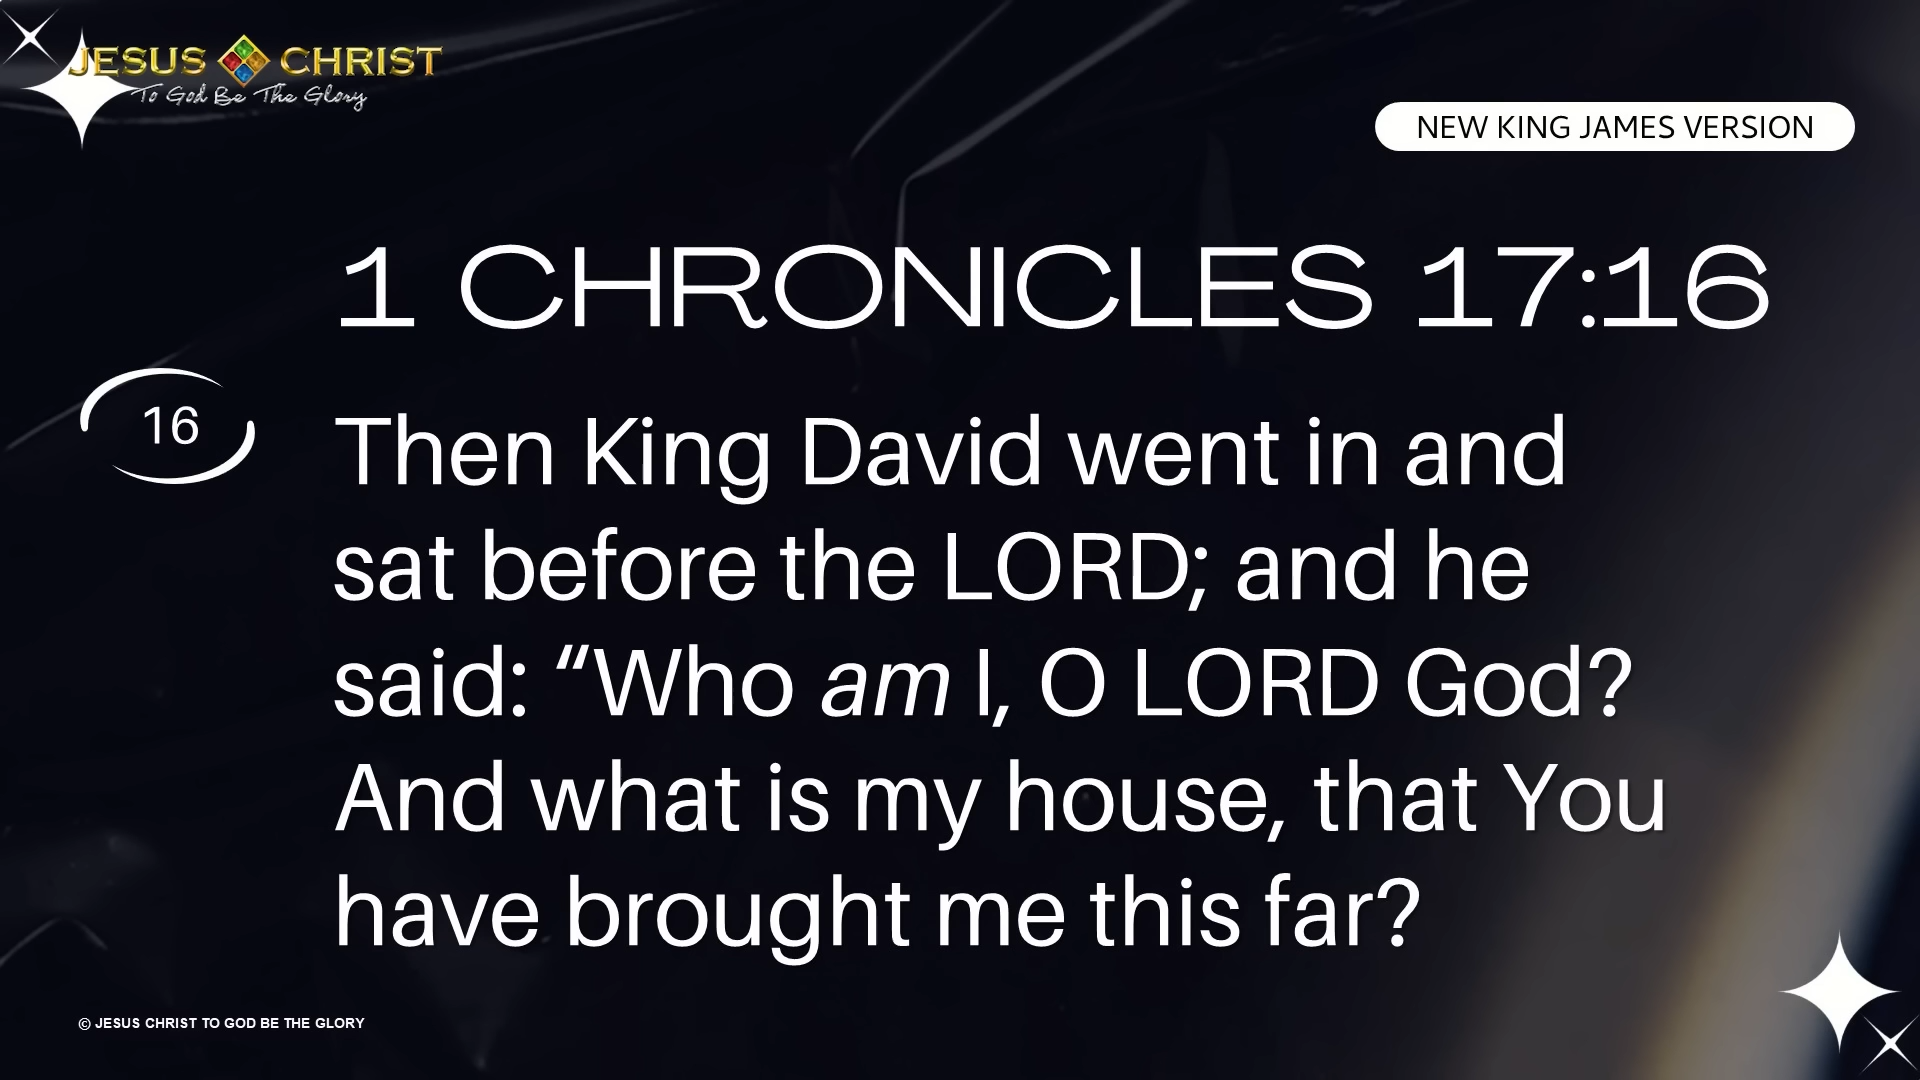 JESUS CHRIST
To God Be The Glory
NEW KING JAMES VERSION
1 CHRONICLES 17:16
16
Then King David went in and
sat before the LORD; and he
said: “Who am I, O LORD God?
And what is my house, that You
have brought me this far?
© JESUS CHRIST TO GOD BE THE GLORY